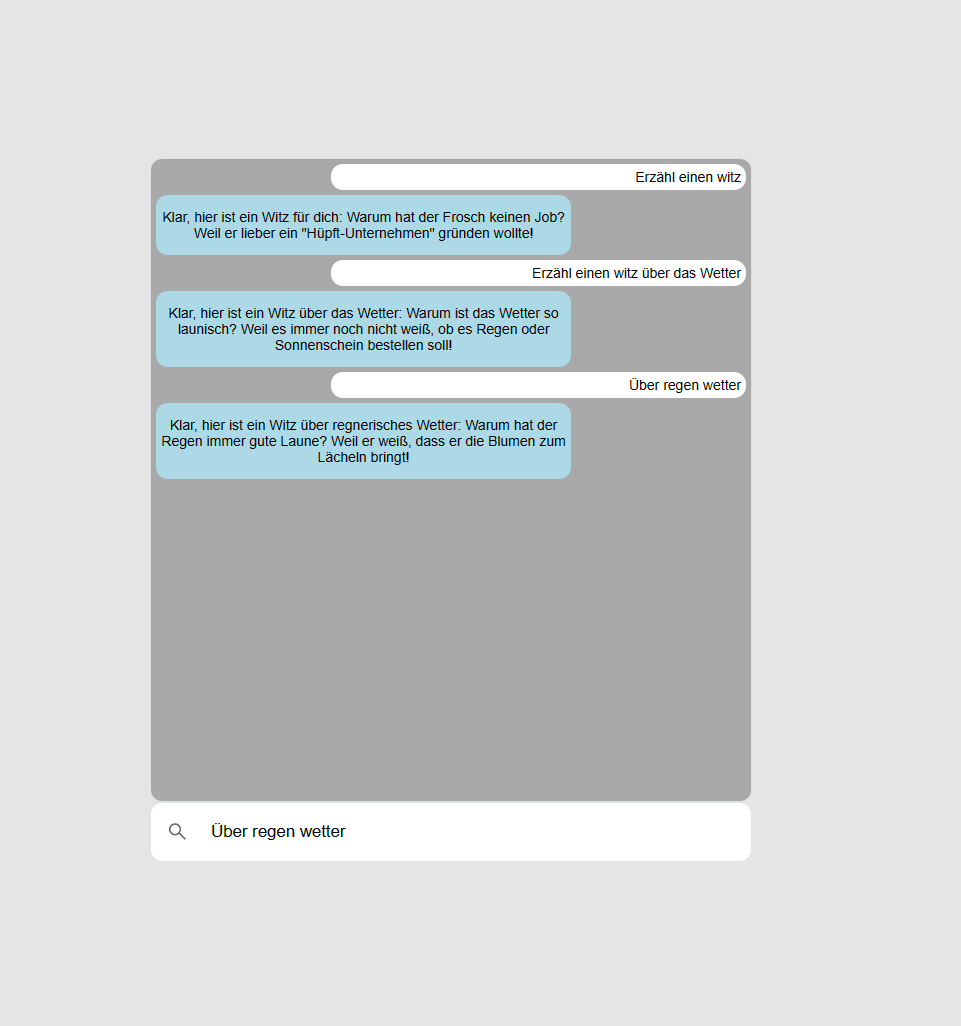 Erzähl einen witz
Klar, hier ist ein Witz für dich: Warum hat der Frosch keinen Job?
Weil er lieber ein "Hüpft-Unternehmen" gründen wollte!
Erzähl einen witz über das Wetter
Klar, hier ist ein Witz über das Wetter: Warum ist das Wetter so
launisch? Weil es immer noch nicht weiß, ob es Regen oder
Sonnenschein bestellen soll!
Über regen wetter
Klar, hier ist ein Witz über regnerisches Wetter: Warum hat der
Regen immer gute Laune? Weil er weiß, dass er die Blumen zum
Lächeln bringt!
Über regen wetter